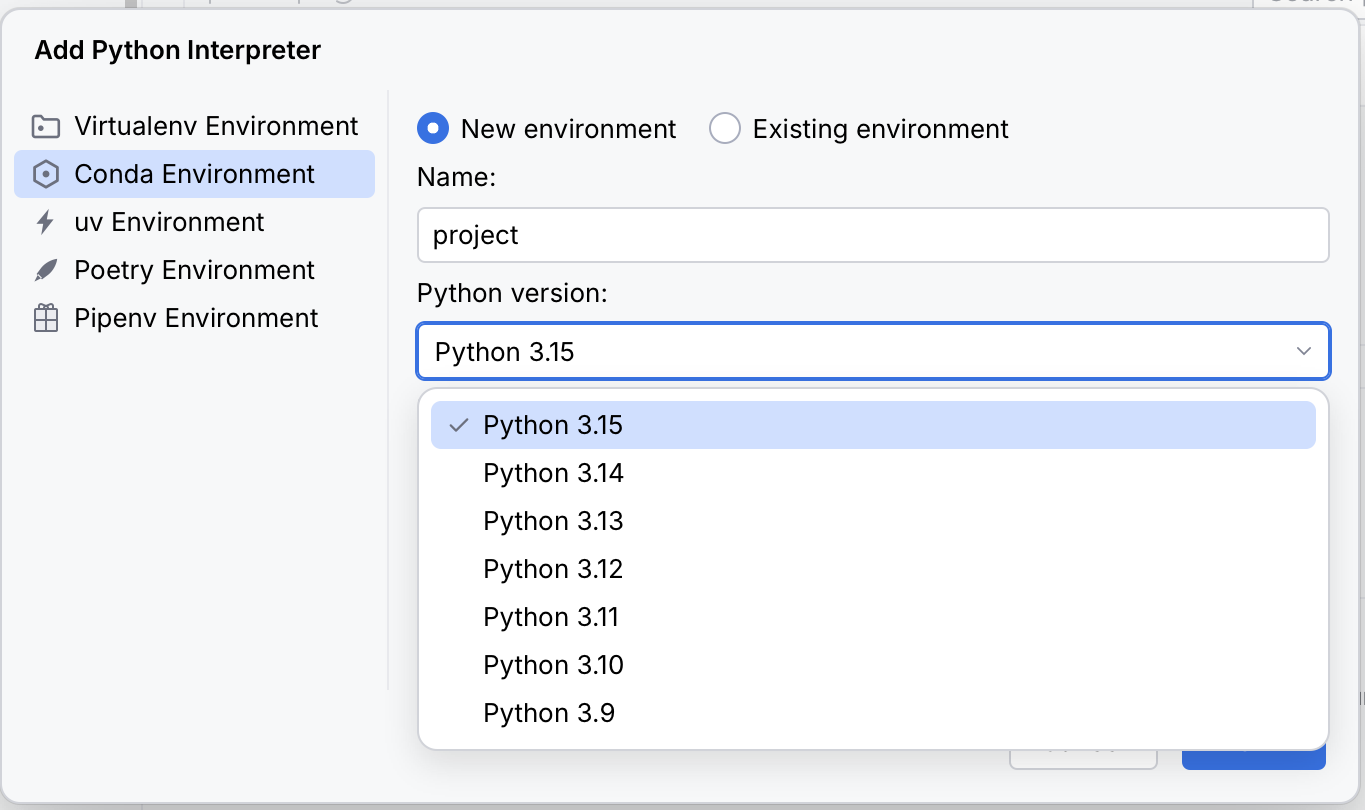 Add Python Interpreter
Virtualenv Environment
Conda Environment
uv Environment
Poetry Environment
Pipenv Environment
New environment
Existing environment
Name:
project
Python version:
Python 3.15
Python 3.15
Python 3.14
Python 3.13
Python 3.12
Python 3.11
Python 3.10
Python 3.9